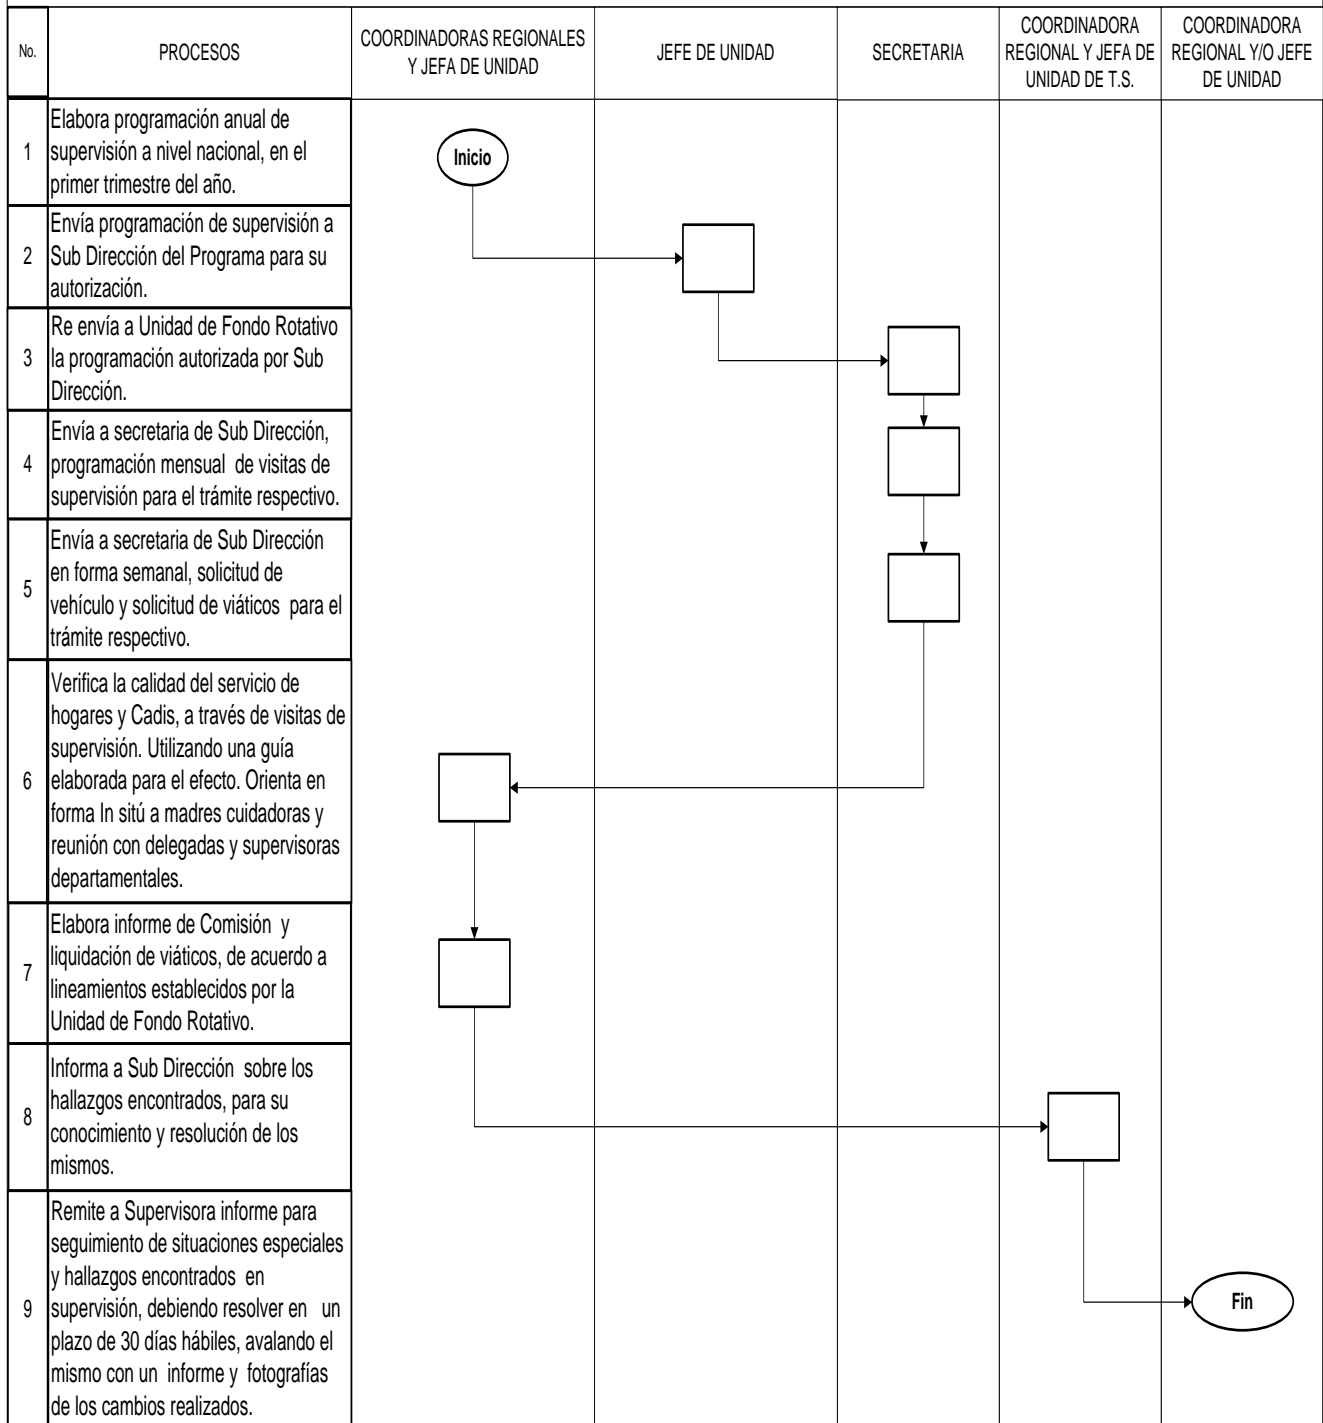 No.
PROCESOS
COORDINADORAS REGIONALES
Y JEFA DE UNIDAD
JEFE DE UNIDAD
SECRETARIA
COORDINADORA
REGIONAL Y JEFA DE
UNIDAD DE T.S.
COORDINADORA
REGIONAL Y/O JEFE
DE UNIDAD
1
Elabora programación anual de
supervisión a nivel nacional, en el
primer trimestre del año.
Inicio
2
Envía programación de supervisión a
Sub Dirección del Programa para su
autorización.
3
Re envía a Unidad de Fondo Rotativo
la programación autorizada por Sub
Dirección.
4
Envía a secretaria de Sub Dirección,
programación mensual de visitas de
supervisión para el trámite respectivo.
5
Envía a secretaria de Sub Dirección
en forma semanal, solicitud de
vehículo y solicitud de viáticos para el
trámite respectivo.
6
Verifica la calidad del servicio de
hogares y Cadis, a través de visitas de
supervisión. Utilizando una guía
elaborada para el efecto. Orienta en
forma In sitú a madres cuidadoras y
reunión con delegadas y supervisoras
departamentales.
7
Elabora informe de Comisión y
liquidación de viáticos, de acuerdo a
lineamientos establecidos por la
Unidad de Fondo Rotativo.
8
Informa a Sub Dirección sobre los
hallazgos encontrados, para su
conocimiento y resolución de los
mismos.
9
Remite a Supervisora informe para
seguimiento de situaciones especiales
y hallazgos encontrados en
supervisión, debiendo resolver en un
plazo de 30 días hábiles, avalando el
mismo con un informe y fotografías
de los cambios realizados.
Fin